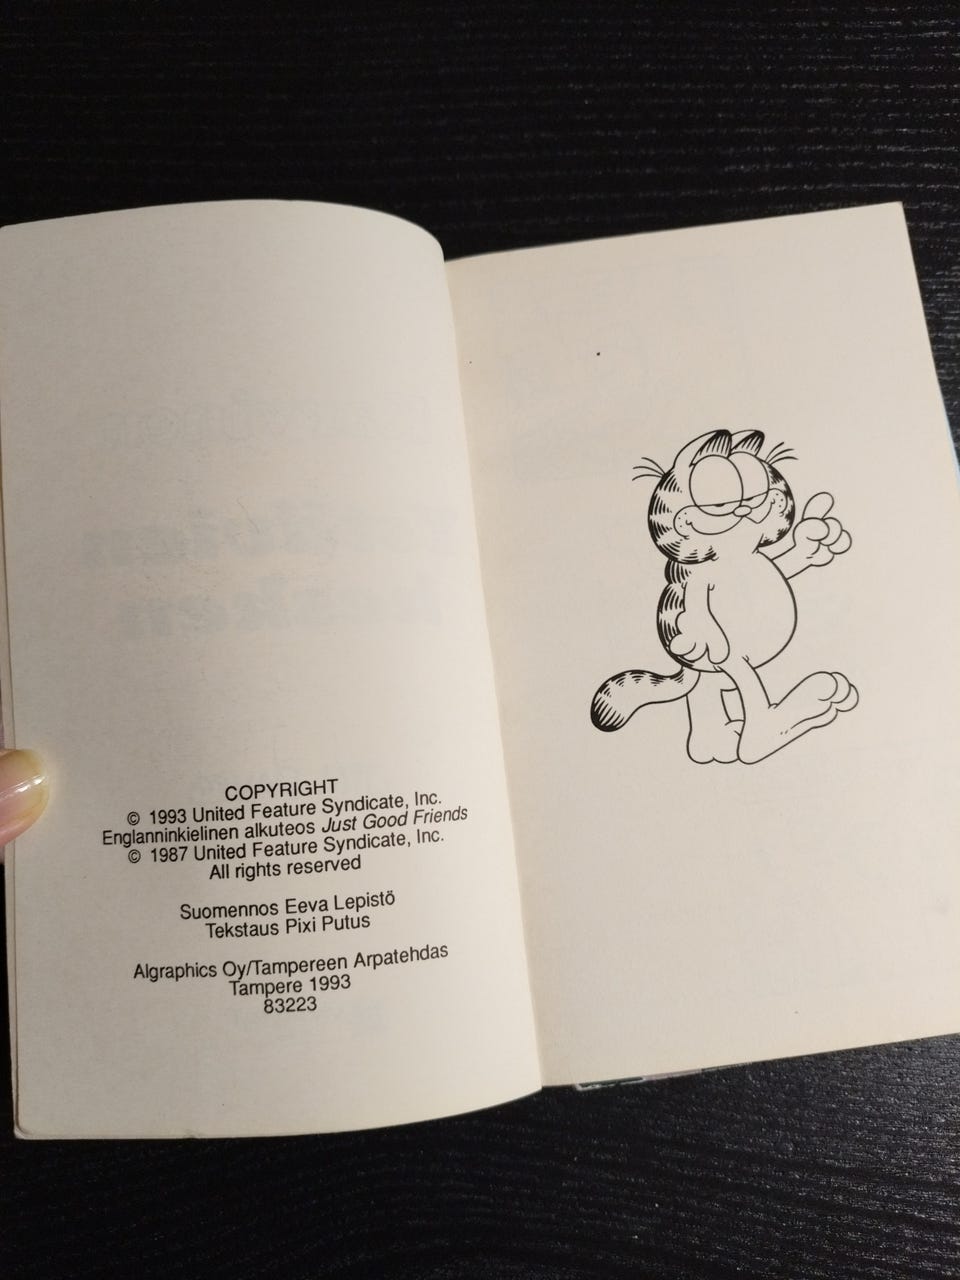 COPYRIGHT
© 1993 United Feature Syndicate, Inc.
Englanninkielinen alkuteos Just Good Friends
© 1987 United Feature Syndicate, Inc.
All rights reserved
Suomennos Eeva Lepistö
Tekstaus Pixi Putus
Algraphics Oy/Tampereen Arpatehdas
Tampere 1993
83223